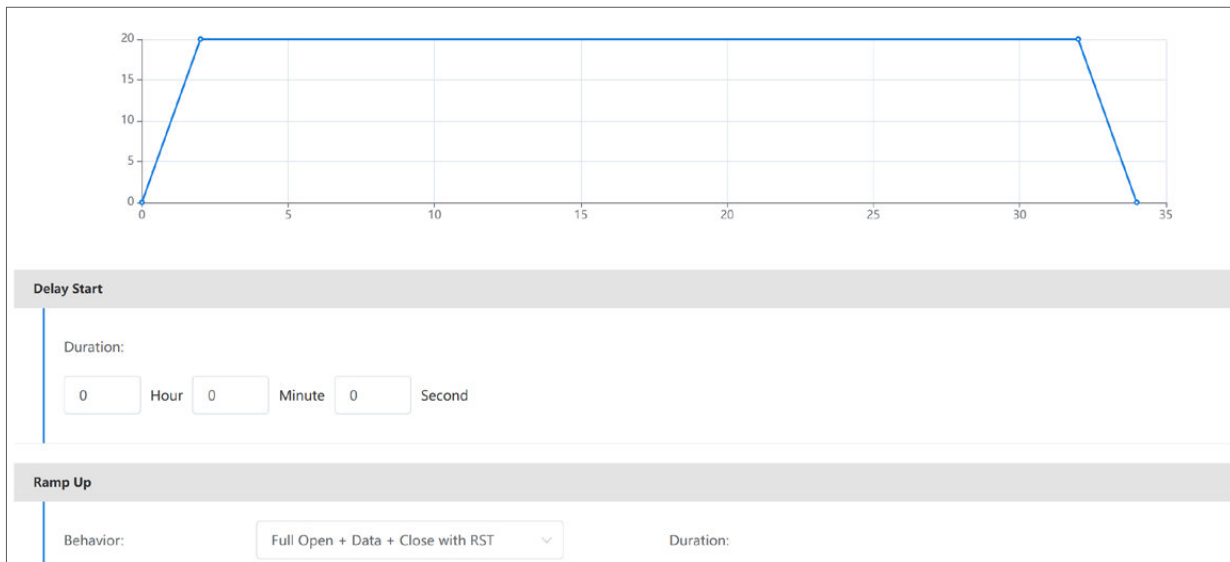 20
15
10
5
0
0 5 10 15 20 25 30 35
Delay Start
Duration:
0 Hour 0 Minute 0 Second
Ramp Up
Behavior: Full Open + Data + Close with RST Duration: